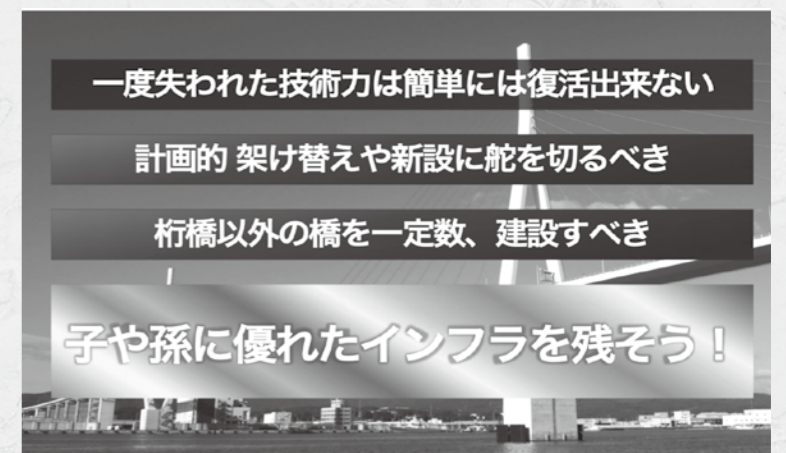 一度失われた技術力は簡単には復活出来ない
計画的 架け替えや新設に舵を切るべき
桁橋以外の橋を一定数、建設すべき
子や孫に優れたインフラを残そう！